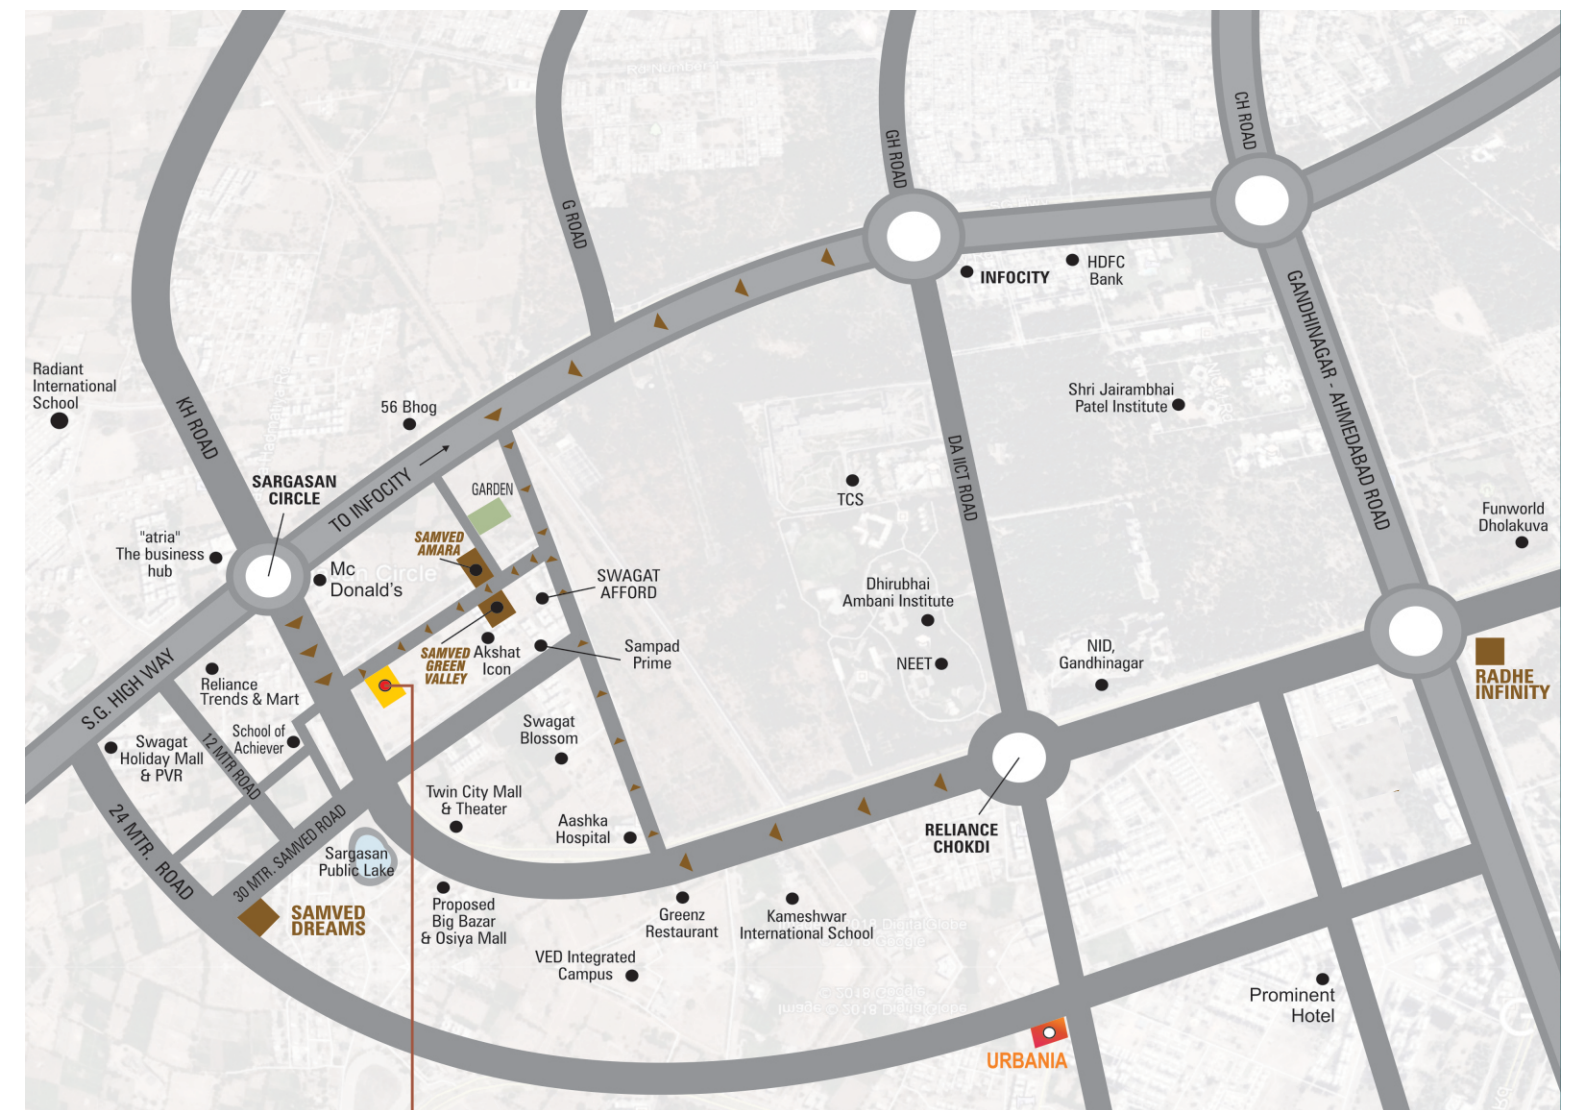 GH ROAD
CH ROAD
G ROAD
INFOCITY
HDFC
Bank
GANDHINAGAR - AHMEDABAD ROAD
Radiant
International
School
KH ROAD
56 Bhog
Shri Jairambhai
Patel Institute
SARGASAN
CIRCLE
TO INFOCITY
GARDEN
DA IICT ROAD
TCS
Funworld
Dholakuva
"atria"
The business
hub
Mc
Donald's
SAMVED
AMARA
SWAGAT
AFFORD
Dhirubhai
Ambani Institute
S.G. HIGH WAY
Reliance
Trends & Mart
SAMVED
GREEN
VALLEY
Akshat
Icon
Sampad
Prime
NEET
NID,
Gandhinagar
RADHE
INFINITY
Swagat
Holiday Mall
& PVR
12 MTR ROAD
School of
Achiever
Swagat
Blossom
24 MTR. ROAD
30 MTR. SAMVED ROAD
Sargasan
Public Lake
Twin City Mall
& Theater
Aashka
Hospital
RELIANCE
CHOKDI
SAMVED
DREAMS
Proposed
Big Bazar
& Osiya Mall
Greenz
Restaurant
Kameshwar
International School
VED Integrated
Campus
Prominent
Hotel
URBANIA